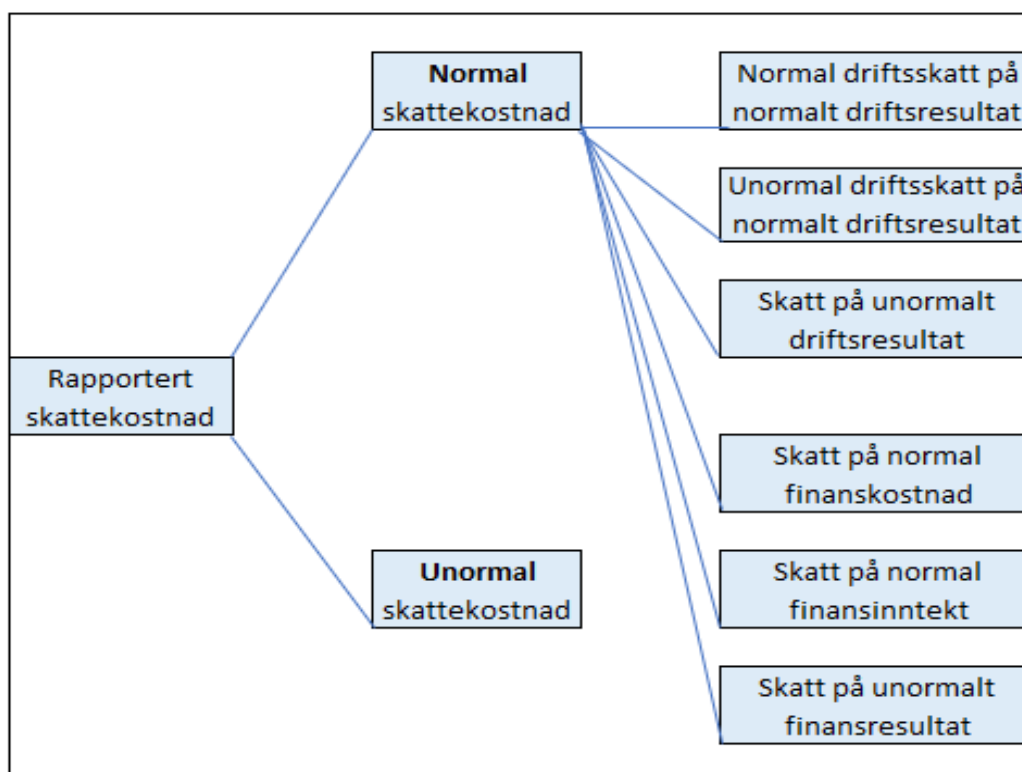 Normal
skattekostnad
Normal driftsskatt på
normalt driftsresultat
Unormal driftsskatt på
normalt driftsresultat
Skatt på unormalt
driftsresultat
Rapportert
skattekostnad
Skatt på normal
finanskostnad
Unormal
skattekostnad
Skatt på normal
finansinntekt
Skatt på unormalt
finansresultat